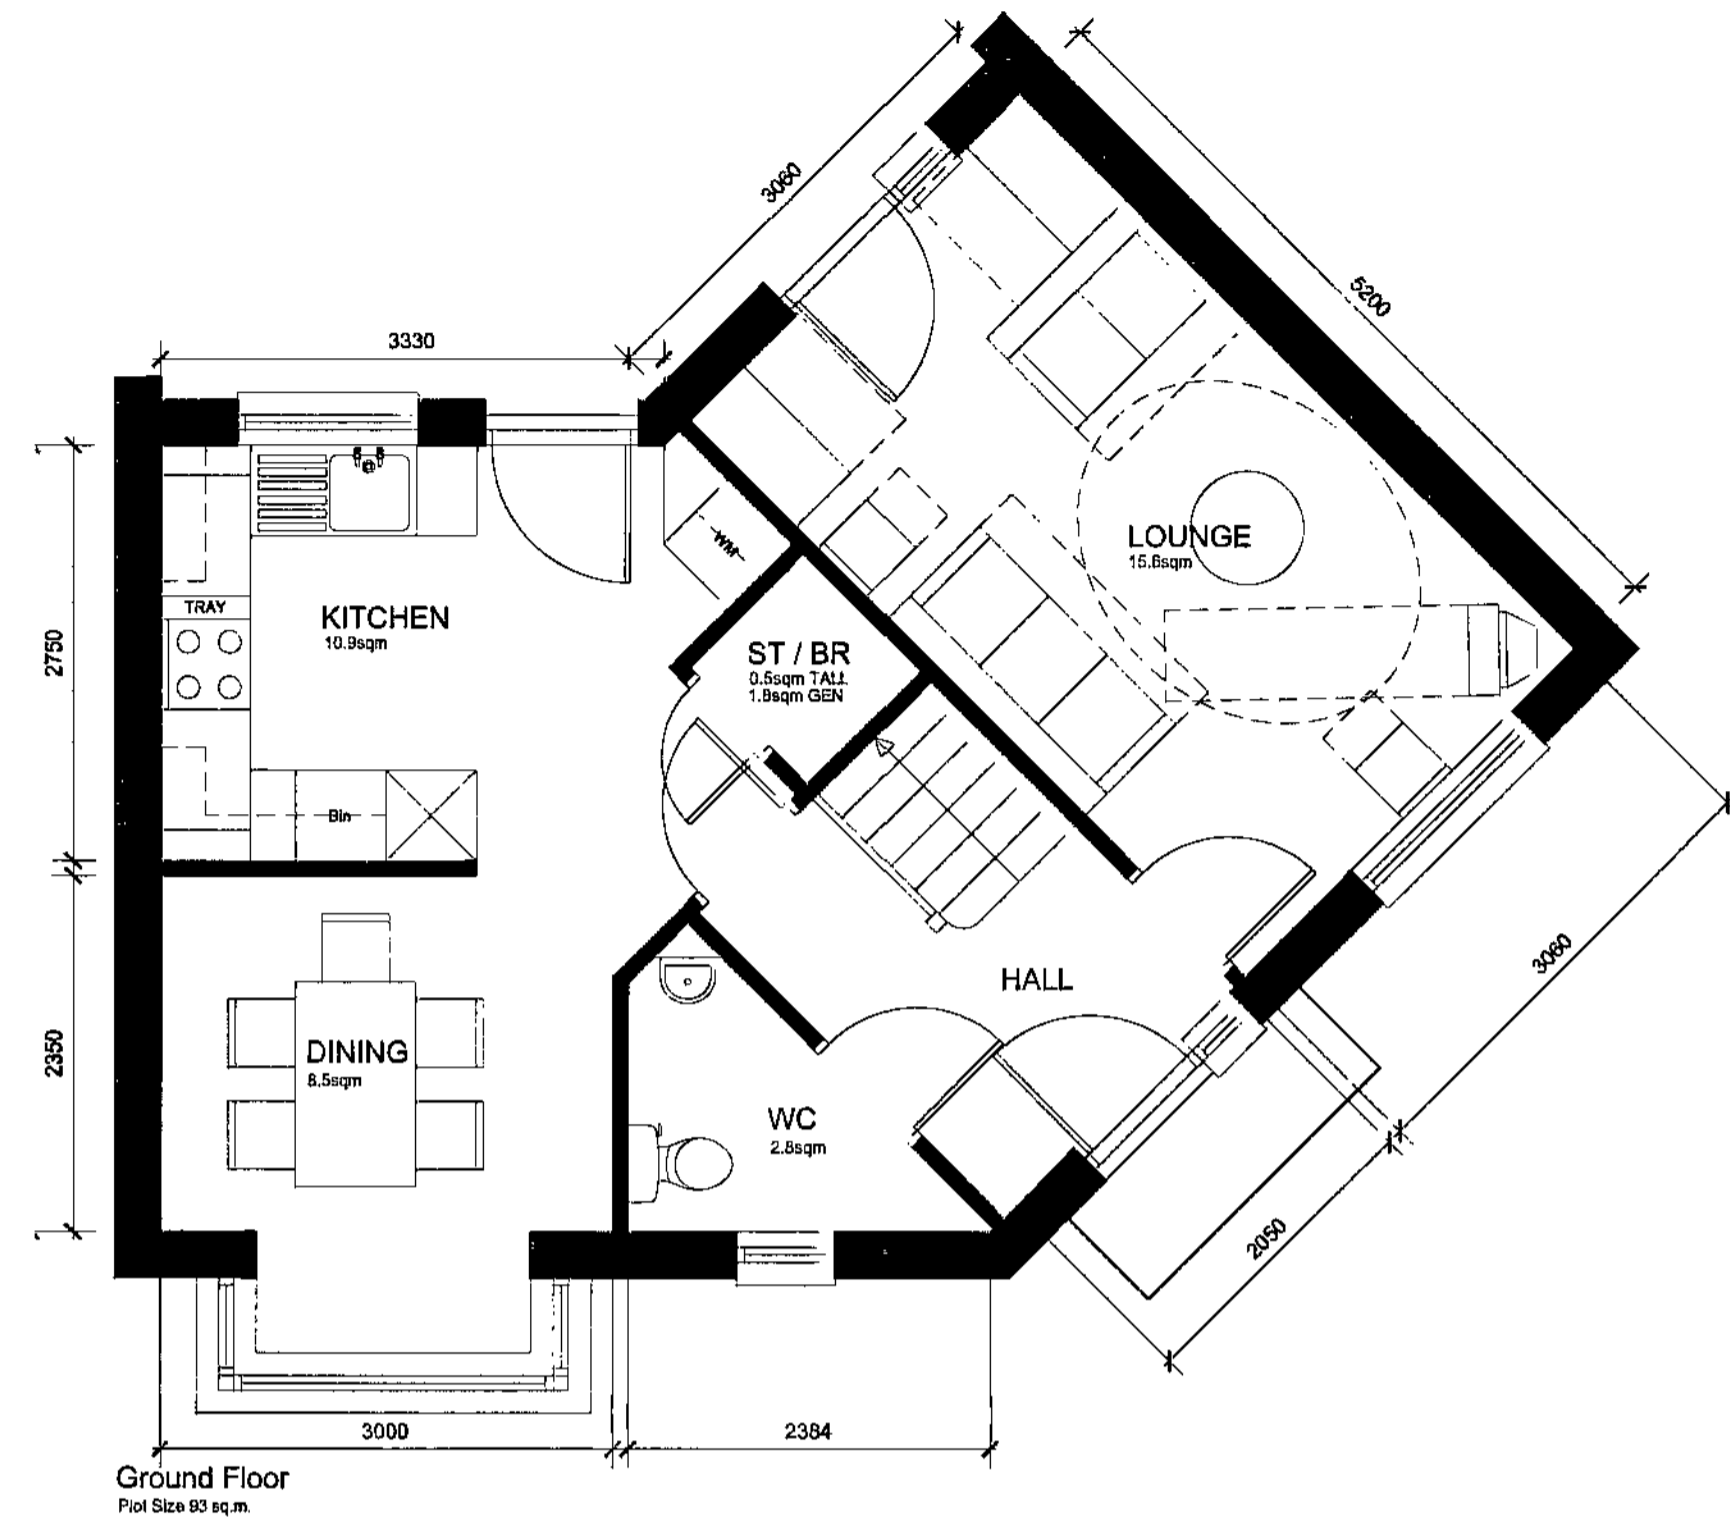 3060
5200
3330
2750
TRAY
KITCHEN
10.9sqm
WM
ST / BR
0.5sqm TALL
1.8sqm GEN
LOUNGE
15.6sqm
Bin
HALL
3060
2350
DINING
8.5sqm
WC
2.8sqm
2050
3000
2384
Ground Floor
Plot Size 93 sq.m.